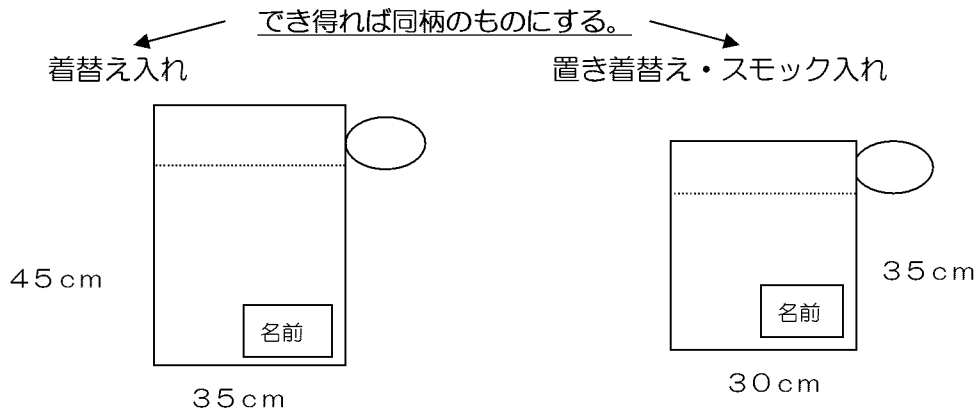 でき得れば同柄のものにする。
着替え入れ
置き着替え・スモック入れ
45cm
名前
35cm
35cm
名前
30cm